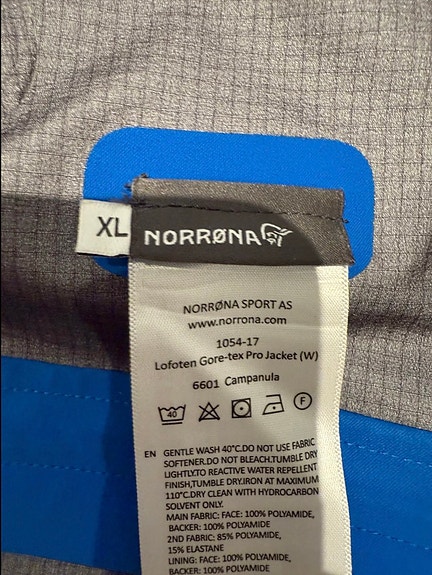 XL
NORRØNA
NORRØNA SPORT AS
www.norrona.com
1054-17
Lofoten Gore-tex Pro Jacket (W)
6601 Campanula
40
F
EN GENTLE WASH 40°C.DO NOT USE FABRIC
SOFTENER.DO NOT BLEACH.TUMBLE DRY
LIGHTLY.TO REACTIVE WATER REPELLENT
FINISH,TUMBLE DRY.IRON AT MAXIMUM
110°C.DRY CLEAN WITH HYDROCARBON
SOLVENT ONLY.
MAIN FABRIC: FACE: 100% POLYAMIDE,
BACKER: 100% POLYAMIDE
2ND FABRIC: 85% POLYAMIDE,
15% ELASTANE
LINING: FACE: 100% POLYAMIDE,
BACKER: 100% POLYAMIDE